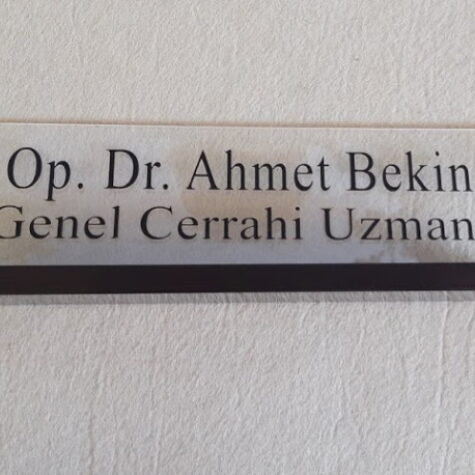 Op. Dr. Ahmet Bekin
Genel Cerrahi Uzman